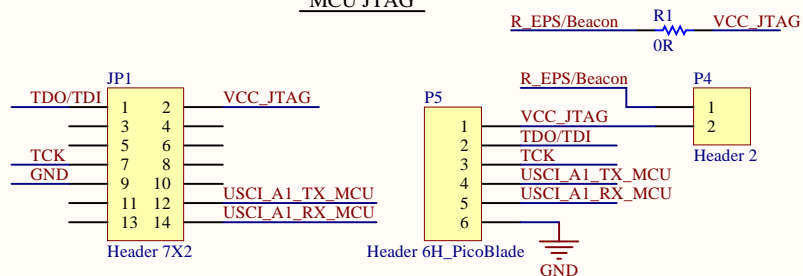 MCU JTAG
R_EPS/Beacon R1 VCC_JTAG
0R
JP1
TDO/TDI 1 2 VCC_JTAG
3 4
5 6
TCK 7 8
GND 9 10
11 12 USCI_A1_TX_MCU
13 14 USCI_A1_RX_MCU
Header 7X2
P5
1 VCC_JTAG
2 TDO/TDI
3 TCK
4 USCI_A1_TX_MCU
5 USCI_A1_RX_MCU
6
Header 6H_PicoBlade
GND
R_EPS/Beacon P4
1
2
Header 2